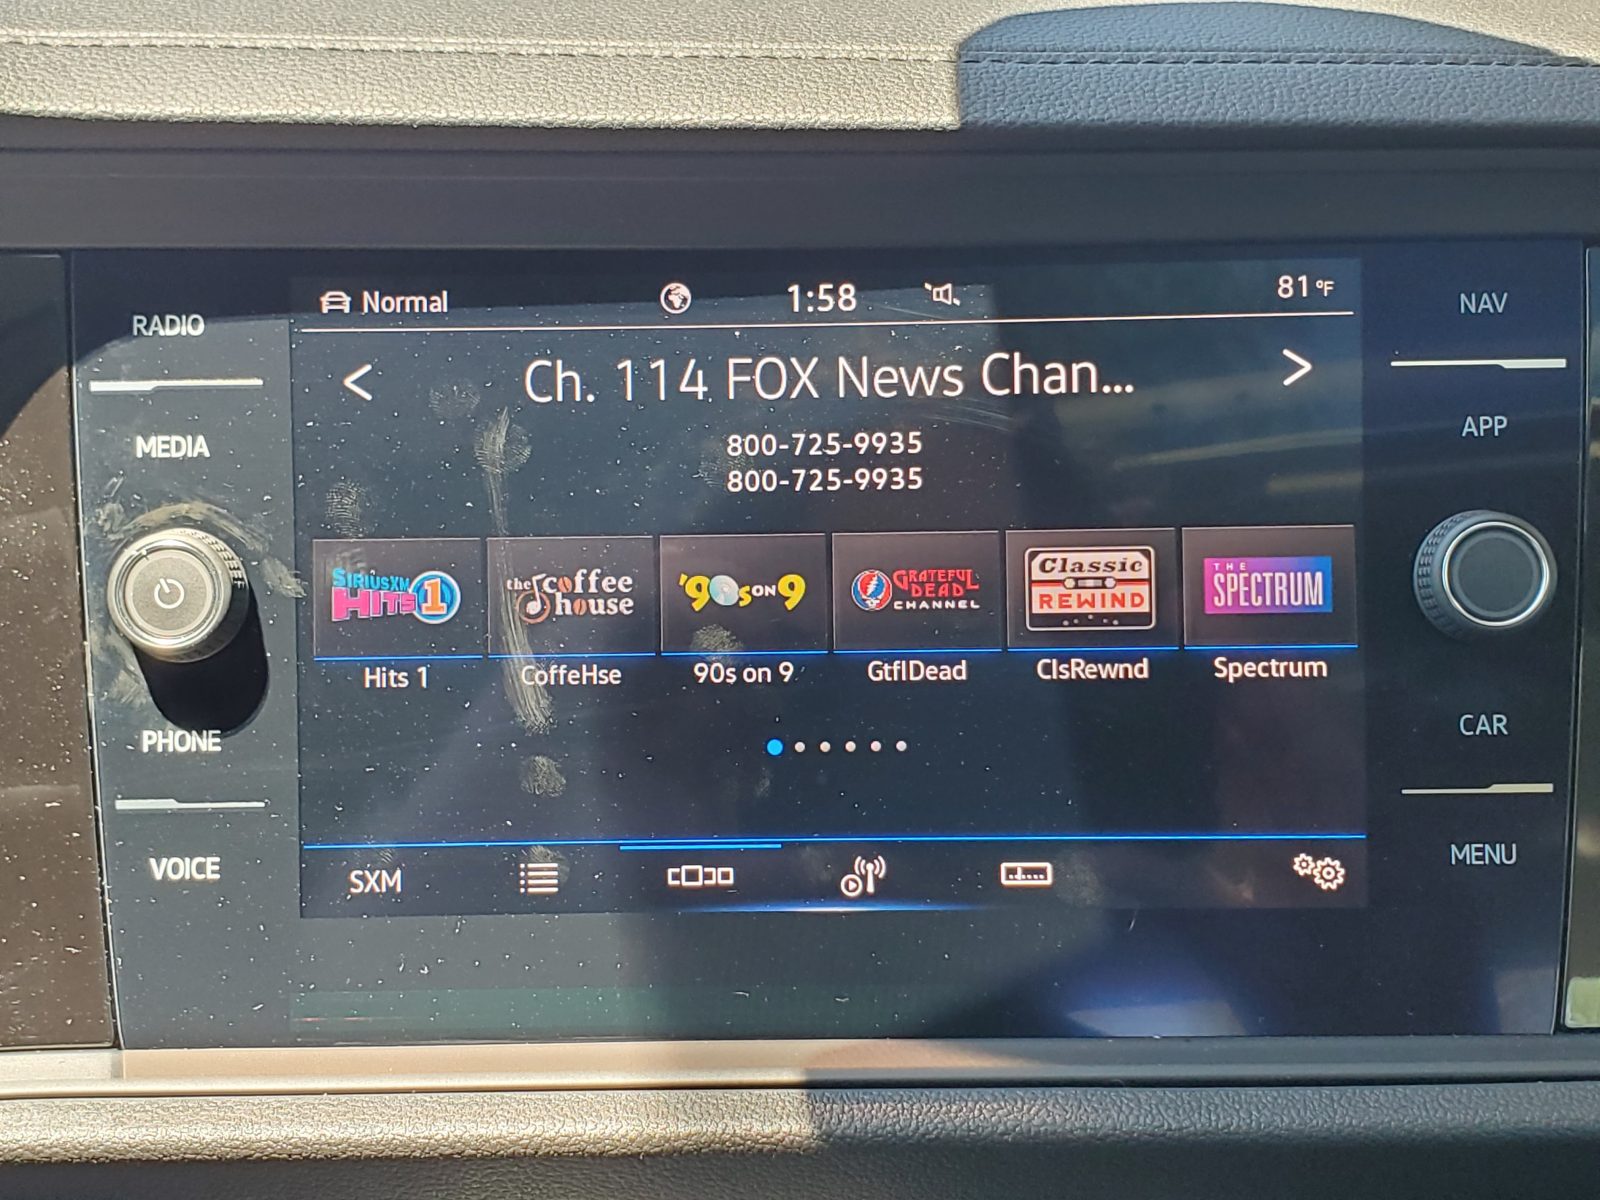 RADIO
MEDIA
PHONE
VOICE
Normal
1:58
81 °F
< Ch. 114 FOX News Chan... >
800-725-9935
800-725-9935
SIRIUSXM
HITS 1
the coffee
house
'90s ON 9
GRATEFUL
DEAD
CHANNEL
Classic
REWIND
THE
SPECTRUM
Hits 1
CoffeHse
90s on 9
GtflDead
ClsRewnd
Spectrum
SXM
NAV
APP
CAR
MENU